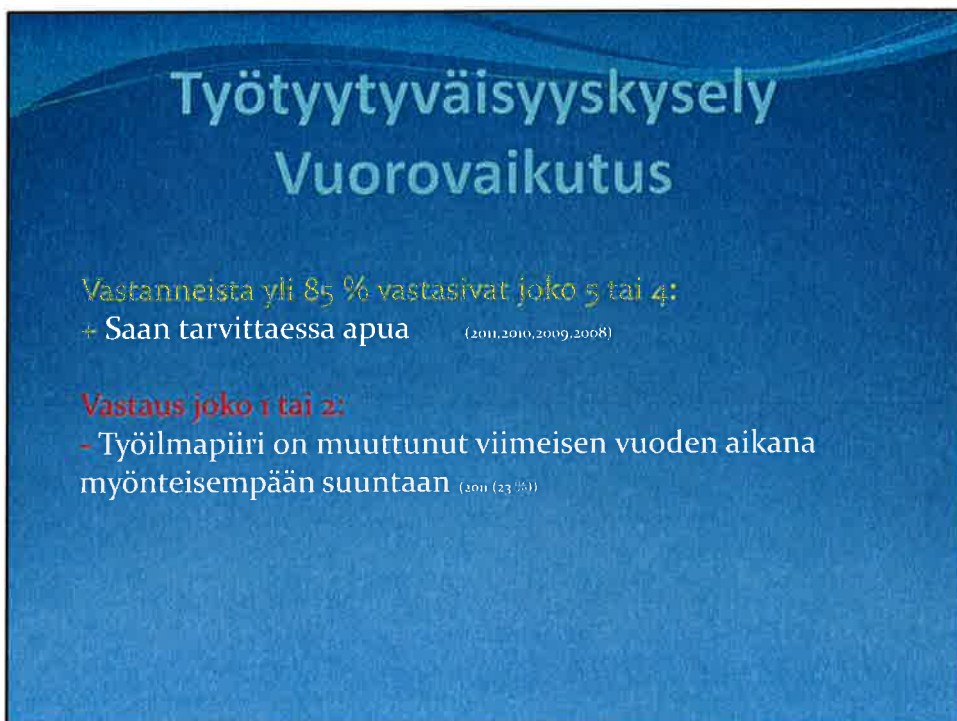 Työtyytyväisyyskysely
Vuorovaikutus
Vastanneista yli 85 % vastasivat joko 5 tai 4:
+ Saan tarvittaessa apua (2011,2010,2009,2008)
Vastaus joko 1 tai 2:
- Työilmapiiri on muuttunut viimeisen vuoden aikana
myönteisempään suuntaan (2011 (23 %))